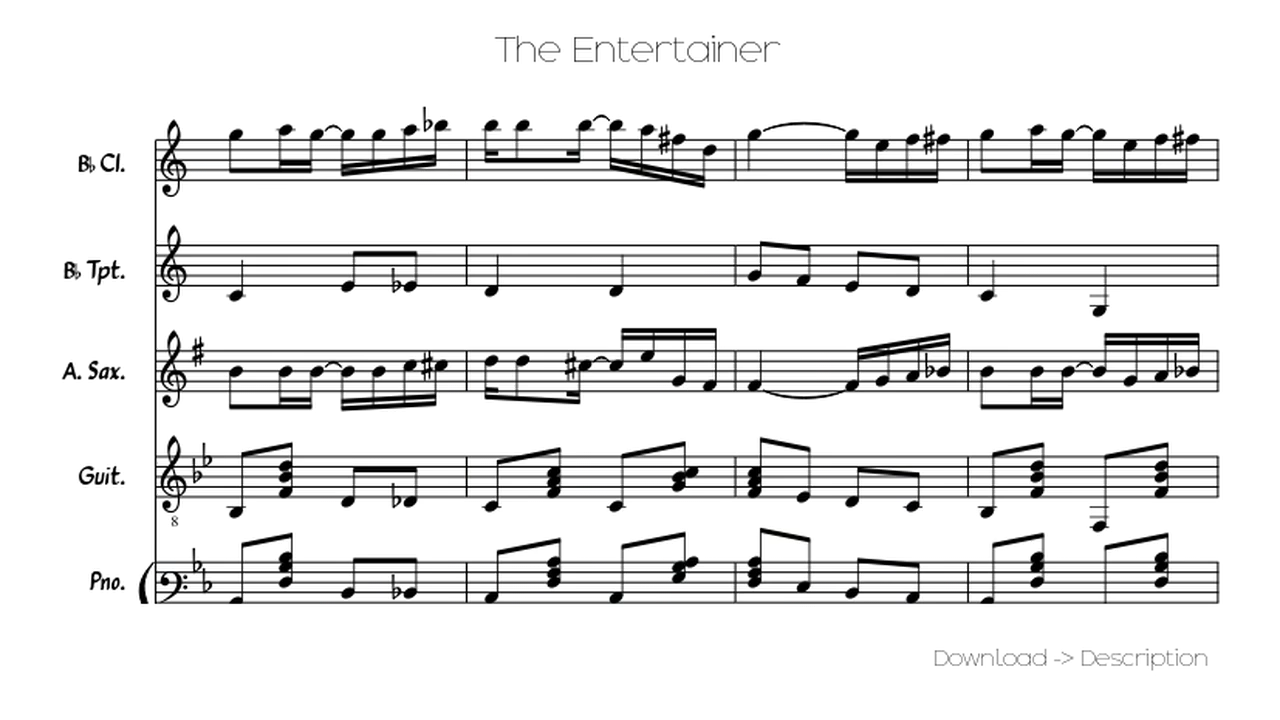 The Entertainer
B♭ Cl.
B♭ Tpt.
A. Sax.
Guit.
8
Pno.
Download -> Description